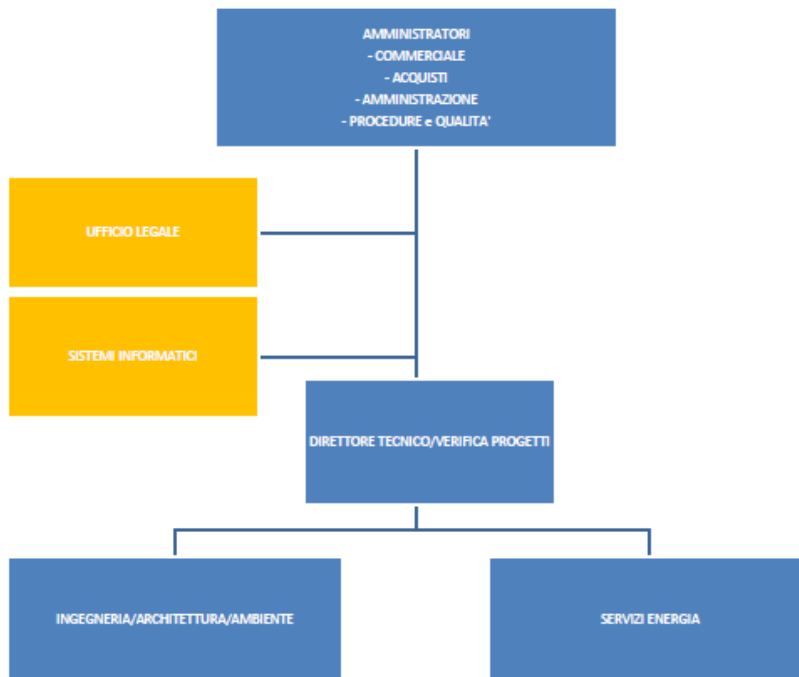 AMMINISTRATORI
- COMMERCIALE
- ACQUISTI
- AMMINISTRAZIONE
- PROCEDURE e QUALITA'
UFFICIO LEGALE
SISTEMI INFORMATICI
DIRETTORE TECNICO/VERIFICA PROGETTI
INGEGNERIA/ARCHITETTURA/AMBIENTE
SERVIZI ENERGIA